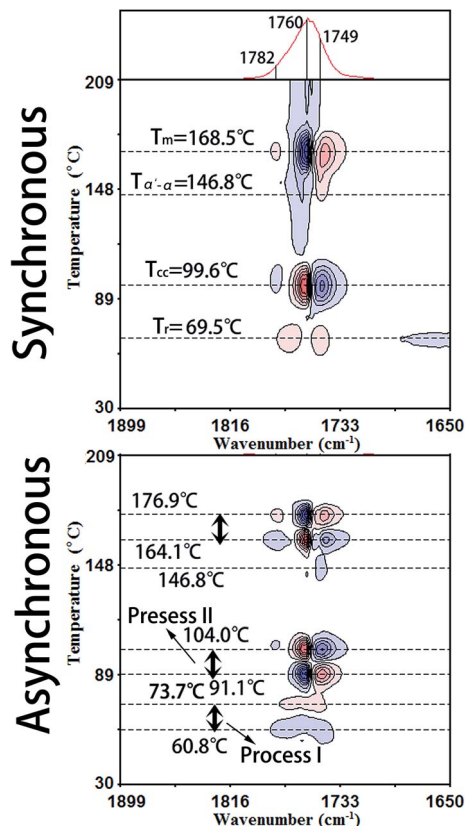 1760
1782
1749
Synchronous
209
148
89
30
Temperature (°C)
Tm=168.5℃
Tα'-α=146.8℃
Tcc=99.6℃
Tr=69.5℃
1899 1816 1733 1650
Wavenumber (cm-1)
Asynchronous
209
148
89
30
Temperature (°C)
176.9℃
164.1℃
146.8℃
Presess II
104.0℃
73.7℃ 91.1℃
60.8℃
Process I
1899 1816 1733 1650
Wavenumber (cm-1)